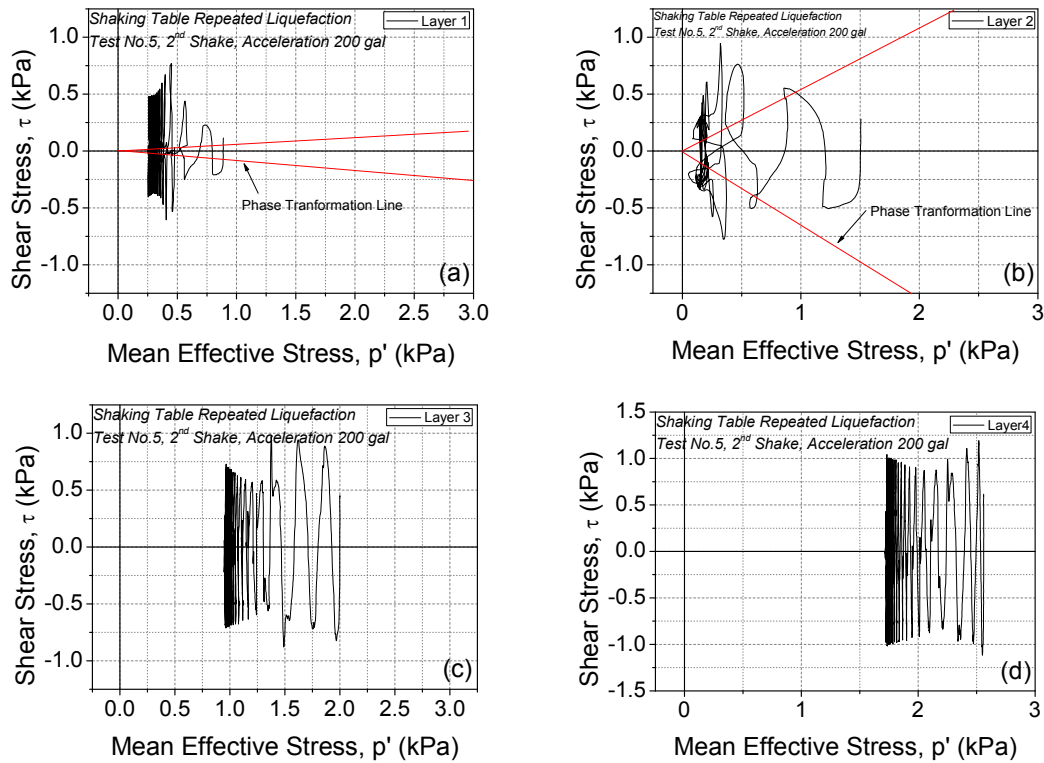 Shaking Table Repeated Liquefaction
Layer 1
Test No.5, 2nd Shake, Acceleration 200 gal
1.0
0.5
0.0
-0.5
-1.0
Shear Stress, τ (kPa)
Phase Tranformation Line
(a)
0.0 0.5 1.0 1.5 2.0 2.5 3.0
Mean Effective Stress, p' (kPa)
Shaking Table Repeated Liquefaction
Layer 2
Test No.5, 2nd Shake, Acceleration 200 gal
1.0
0.5
0.0
-0.5
-1.0
Shear Stress, τ (kPa)
Phase Tranformation Line
(b)
0 1 2 3
Mean Effective Stress, p' (kPa)
Shaking Table Repeated Liquefaction
Layer 3
Test No.5, 2nd Shake, Acceleration 200 gal
1.0
0.5
0.0
-0.5
-1.0
Shear Stress, τ (kPa)
(c)
0.0 0.5 1.0 1.5 2.0 2.5 3.0
Mean Effective Stress, p' (kPa)
1.5
Shaking Table Repeated Liquefaction
Layer4
Test No.5, 2nd Shake, Acceleration 200 gal
1.0
0.5
0.0
-0.5
-1.0
-1.5
Shear Stress, τ (kPa)
(d)
0 1 2 3
Mean Effective Stress, p' (kPa)